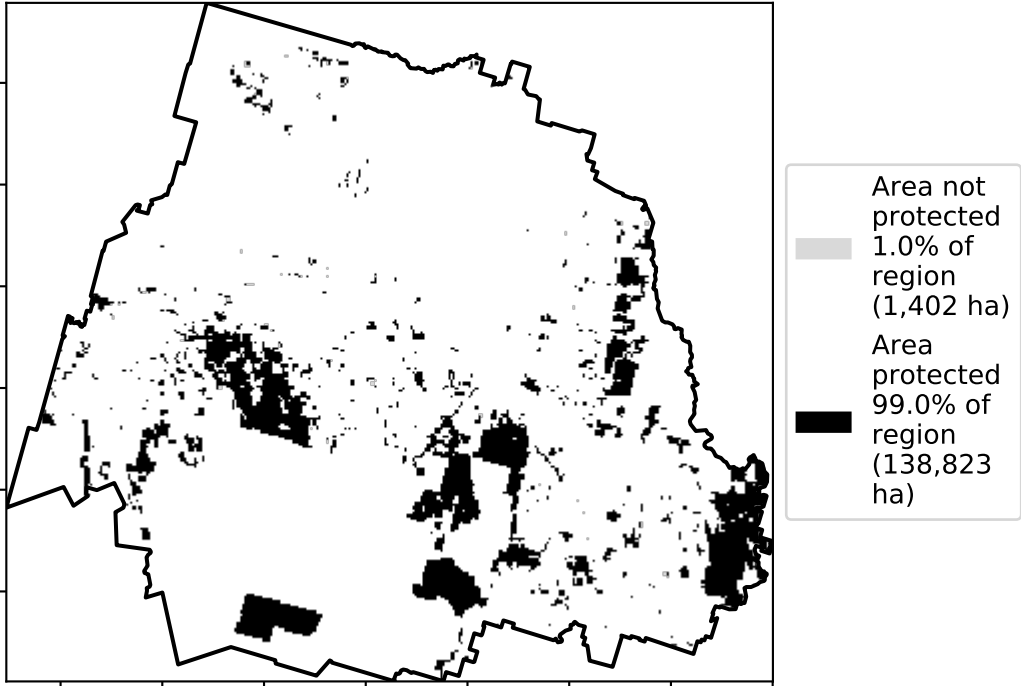 Area not
protected
1.0% of
region
(1,402 ha)
Area
protected
99.0% of
region
(138,823
ha)